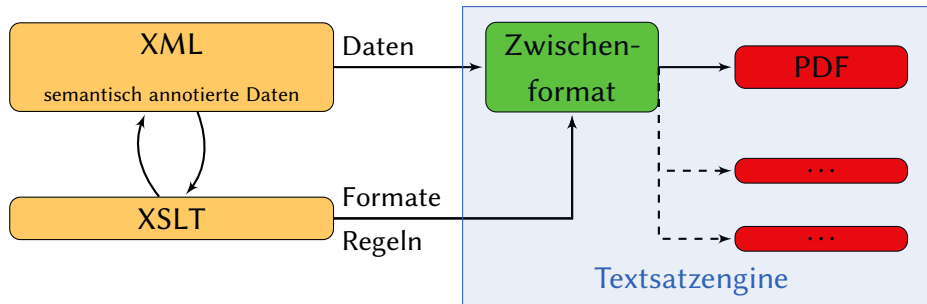 XML
semantisch annotierte Daten
Daten
Zwischen-
format
PDF
...
...
XSLT
Formate
Regeln
Textsatzengine